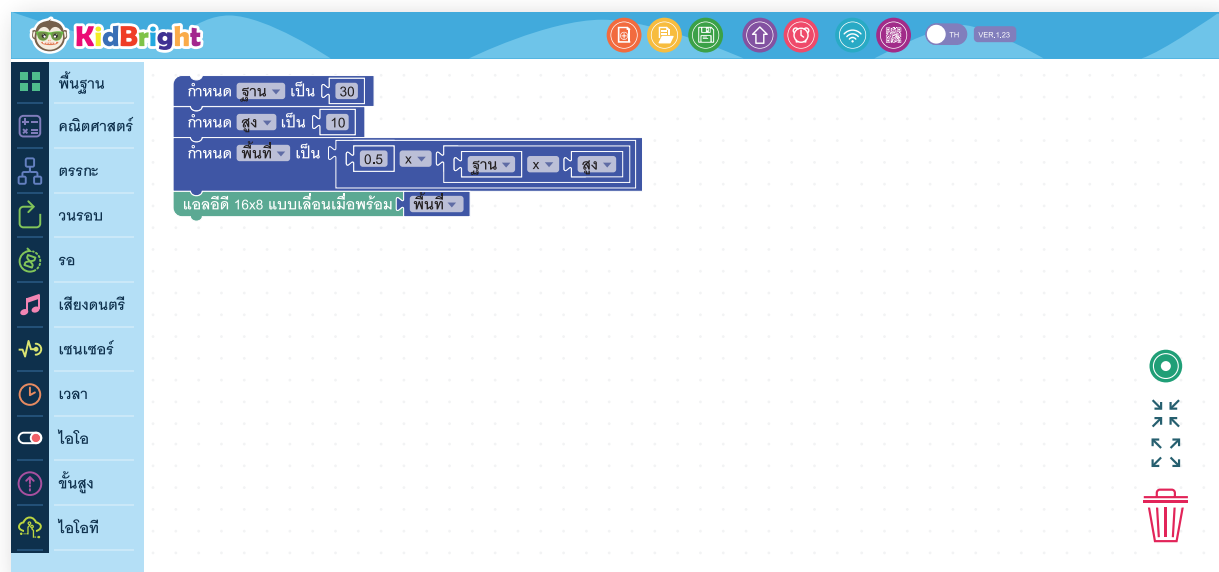 KidBright
TH
VER,1,23
พื้นฐาน
คณิตศาสตร์
ตรรกะ
วนรอบ
รอ
เสียงดนตรี
เซนเซอร์
เวลา
ไอโอ
ขั้นสูง
ไอโอที
กำหนด ฐาน เป็น 30
กำหนด สูง เป็น 10
กำหนด พื้นที่ เป็น 0.5 x ฐาน x สูง
แอลอีดี 16x8 แบบเลื่อนเมื่อพร้อม พื้นที่